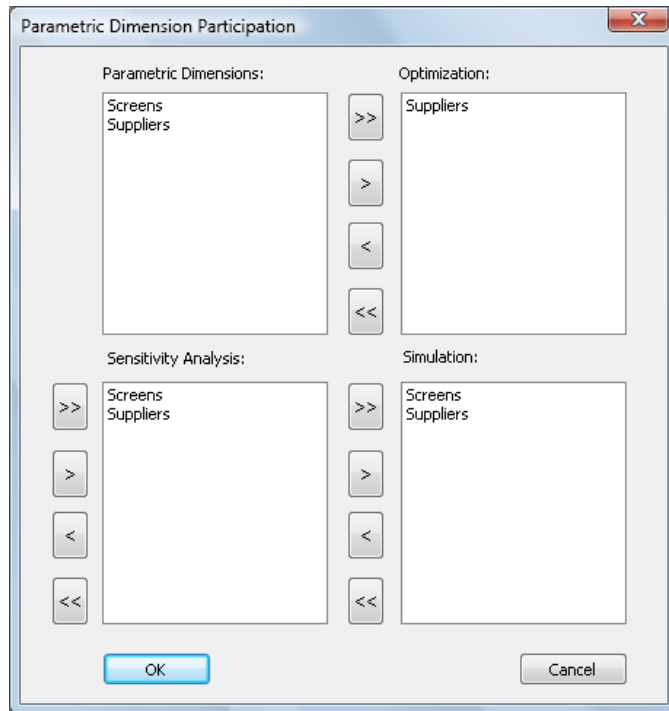 Parametric Dimension Participation
X
Parametric Dimensions:
Optimization:
Screens
Suppliers
Suppliers
>>
>
<
<<
Sensitivity Analysis:
Simulation:
Screens
Suppliers
Screens
Suppliers
>>
>
<
<<
>>
>
<
<<
OK
Cancel